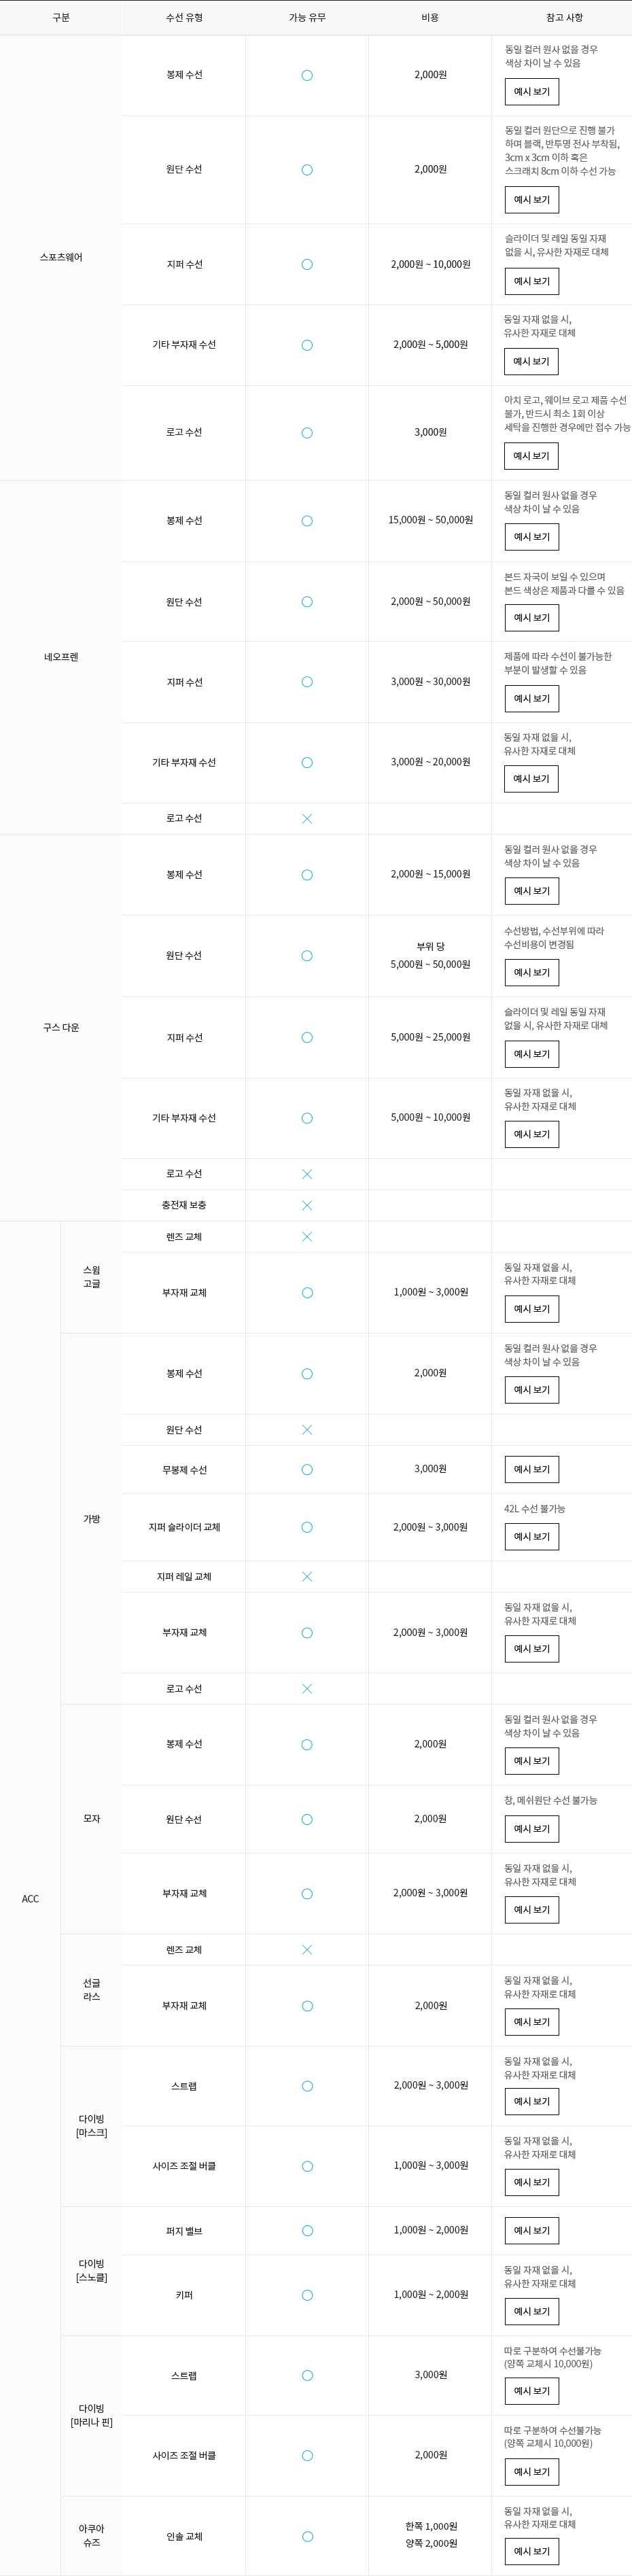 구분 수선 유형 가능 유무 비용 참고 사항
스포츠웨어
봉제 수선 ○ 2,000원
동일 컬러 원사 없을 경우
색상 차이 날 수 있음
예시 보기
원단 수선 ○ 2,000원
동일 컬러 원단으로 진행 불가
하며 블랙, 반투명 전사 부착됨,
3cm x 3cm 이하 혹은
스크래치 8cm 이하 수선 가능
예시 보기
지퍼 수선 ○ 2,000원 ~ 10,000원
슬라이더 및 레일 동일 자재
없을 시, 유사한 자재로 대체
예시 보기
기타 부자재 수선 ○ 2,000원 ~ 5,000원
동일 자재 없을 시,
유사한 자재로 대체
예시 보기
로고 수선 ○ 3,000원
아치 로고, 웨이브 로고 제품 수선
불가, 반드시 최소 1회 이상
세탁을 진행한 경우에만 접수 가능
예시 보기
네오프렌
봉제 수선 ○ 15,000원 ~ 50,000원
동일 컬러 원사 없을 경우
색상 차이 날 수 있음
예시 보기
원단 수선 ○ 2,000원 ~ 50,000원
본드 자국이 보일 수 있으며
본드 색상은 제품과 다를 수 있음
예시 보기
지퍼 수선 ○ 3,000원 ~ 30,000원
제품에 따라 수선이 불가능한
부분이 발생할 수 있음
예시 보기
기타 부자재 수선 ○ 3,000원 ~ 20,000원
동일 자재 없을 시,
유사한 자재로 대체
예시 보기
로고 수선 ×
구스 다운
봉제 수선 ○ 2,000원 ~ 15,000원
동일 컬러 원사 없을 경우
색상 차이 날 수 있음
예시 보기
원단 수선 ○
부위 당
5,000원 ~ 50,000원
수선방법, 수선부위에 따라
수선비용이 변경됨
예시 보기
지퍼 수선 ○ 5,000원 ~ 25,000원
슬라이더 및 레일 동일 자재
없을 시, 유사한 자재로 대체
예시 보기
기타 부자재 수선 ○ 5,000원 ~ 10,000원
동일 자재 없을 시,
유사한 자재로 대체
예시 보기
로고 수선 ×
충전재 보충 ×
ACC
스윔
고글
렌즈 교체 ×
부자재 교체 ○ 1,000원 ~ 3,000원
동일 자재 없을 시,
유사한 자재로 대체
예시 보기
가방
봉제 수선 ○ 2,000원
동일 컬러 원사 없을 경우
색상 차이 날 수 있음
예시 보기
원단 수선 ×
무봉제 수선 ○ 3,000원
예시 보기
지퍼 슬라이더 교체 ○ 2,000원 ~ 3,000원
42L 수선 불가능
예시 보기
지퍼 레일 교체 ×
부자재 교체 ○ 2,000원 ~ 3,000원
동일 자재 없을 시,
유사한 자재로 대체
예시 보기
로고 수선 ×
모자
봉제 수선 ○ 2,000원
동일 컬러 원사 없을 경우
색상 차이 날 수 있음
예시 보기
원단 수선 ○ 2,000원
창, 메쉬원단 수선 불가능
예시 보기
부자재 교체 ○ 2,000원 ~ 3,000원
동일 자재 없을 시,
유사한 자재로 대체
예시 보기
선글
라스
렌즈 교체 ×
부자재 교체 ○ 2,000원
동일 자재 없을 시,
유사한 자재로 대체
예시 보기
다이빙
[마스크]
스트랩 ○ 2,000원 ~ 3,000원
동일 자재 없을 시,
유사한 자재로 대체
예시 보기
사이즈 조절 버클 ○ 1,000원 ~ 3,000원
동일 자재 없을 시,
유사한 자재로 대체
예시 보기
다이빙
[스노클]
퍼지 밸브 ○ 1,000원 ~ 2,000원
예시 보기
키퍼 ○ 1,000원 ~ 2,000원
동일 자재 없을 시,
유사한 자재로 대체
예시 보기
다이빙
[마리나 핀]
스트랩 ○ 3,000원
따로 구분하여 수선불가능
(양쪽 교체시 10,000원)
예시 보기
사이즈 조절 버클 ○ 2,000원
따로 구분하여 수선불가능
(양쪽 교체시 10,000원)
예시 보기
아쿠아
슈즈
인솔 교체 ○
한쪽 1,000원
양쪽 2,000원
동일 자재 없을 시,
유사한 자재로 대체
예시 보기